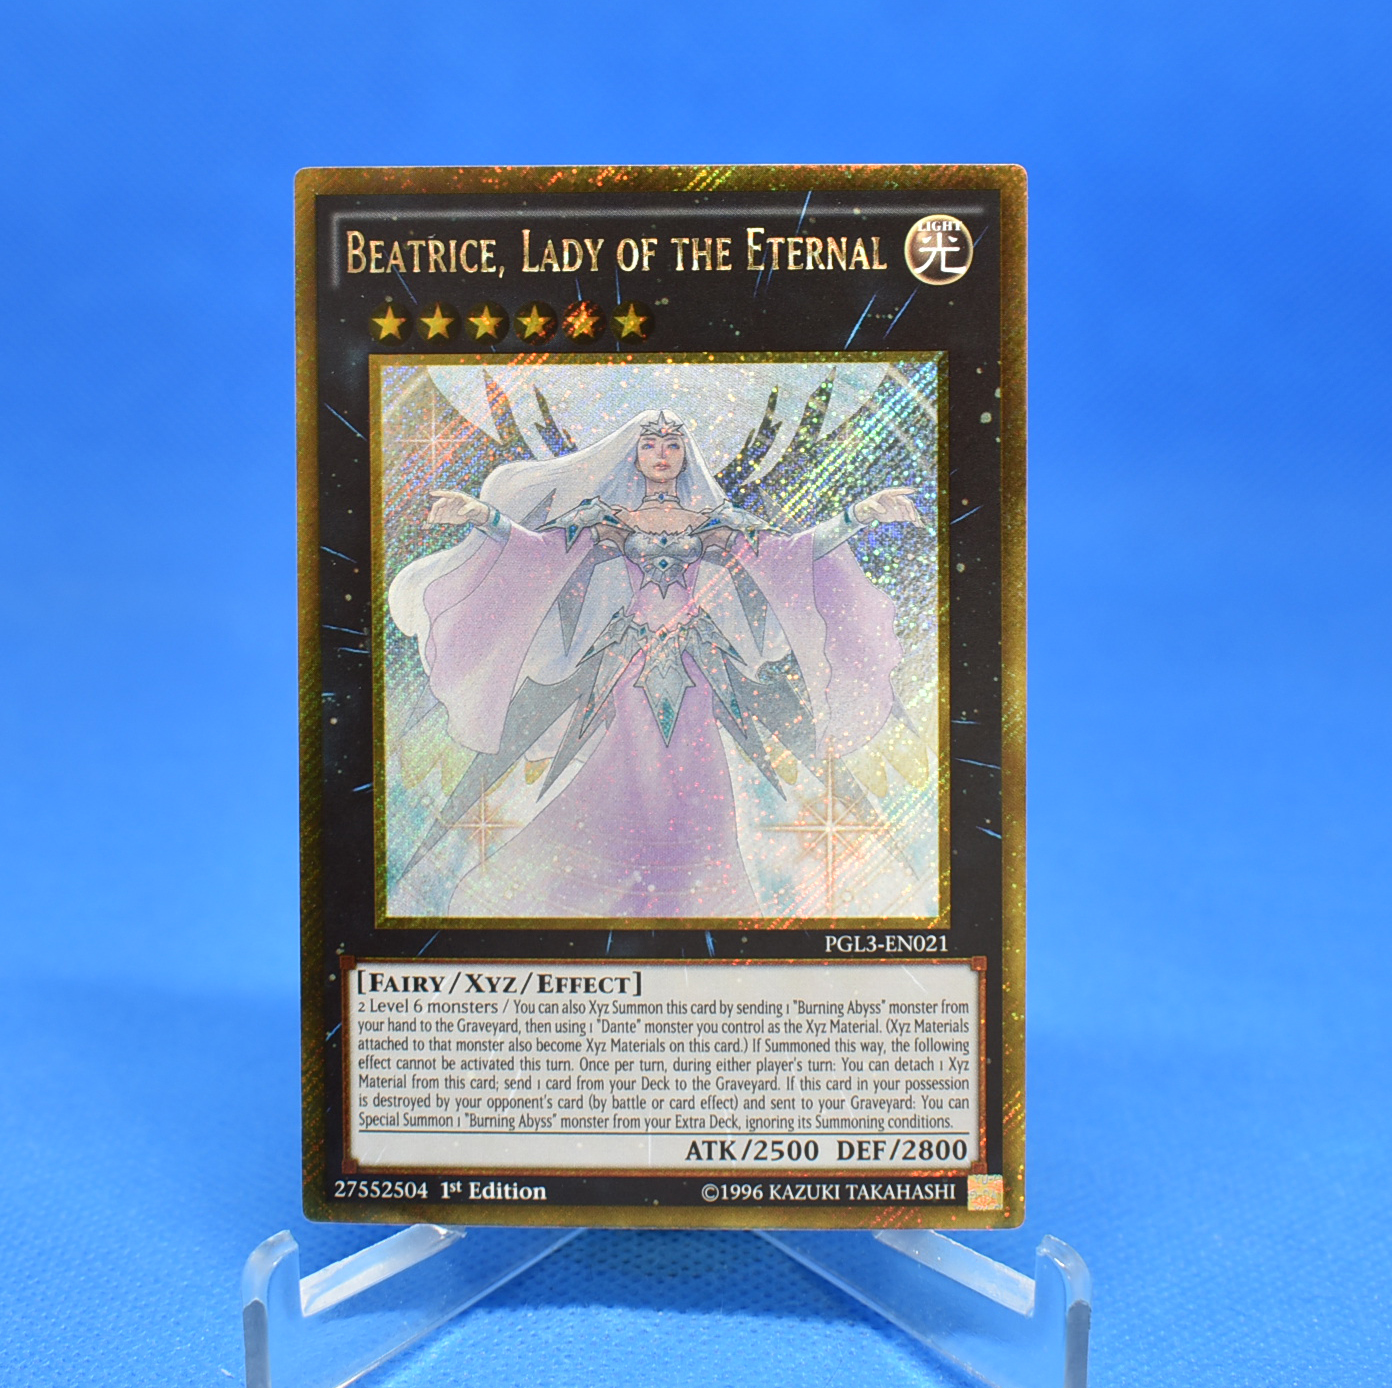 BEATRICE, LADY OF THE ETERNAL
LIGHT
光
PGL3-EN021
[FAIRY/XYZ/EFFECT]
2 Level 6 monsters / You can also Xyz Summon this card by sending 1 "Burning Abyss" monster from
your hand to the Graveyard, then using 1 "Dante" monster you control as the Xyz Material. (Xyz Materials
attached to that monster also become Xyz Materials on this card.) If Summoned this way, the following
effect cannot be activated this turn. Once per turn, during either player's turn: You can detach 1 Xyz
Material from this card; send 1 card from your Deck to the Graveyard. If this card in your possession
is destroyed by your opponent's card (by battle or card effect) and sent to your Graveyard: You can
Special Summon 1 "Burning Abyss" monster from your Extra Deck, ignoring its Summoning conditions.
ATK/2500 DEF/2800
27552504 1st Edition
©1996 KAZUKI TAKAHASHI